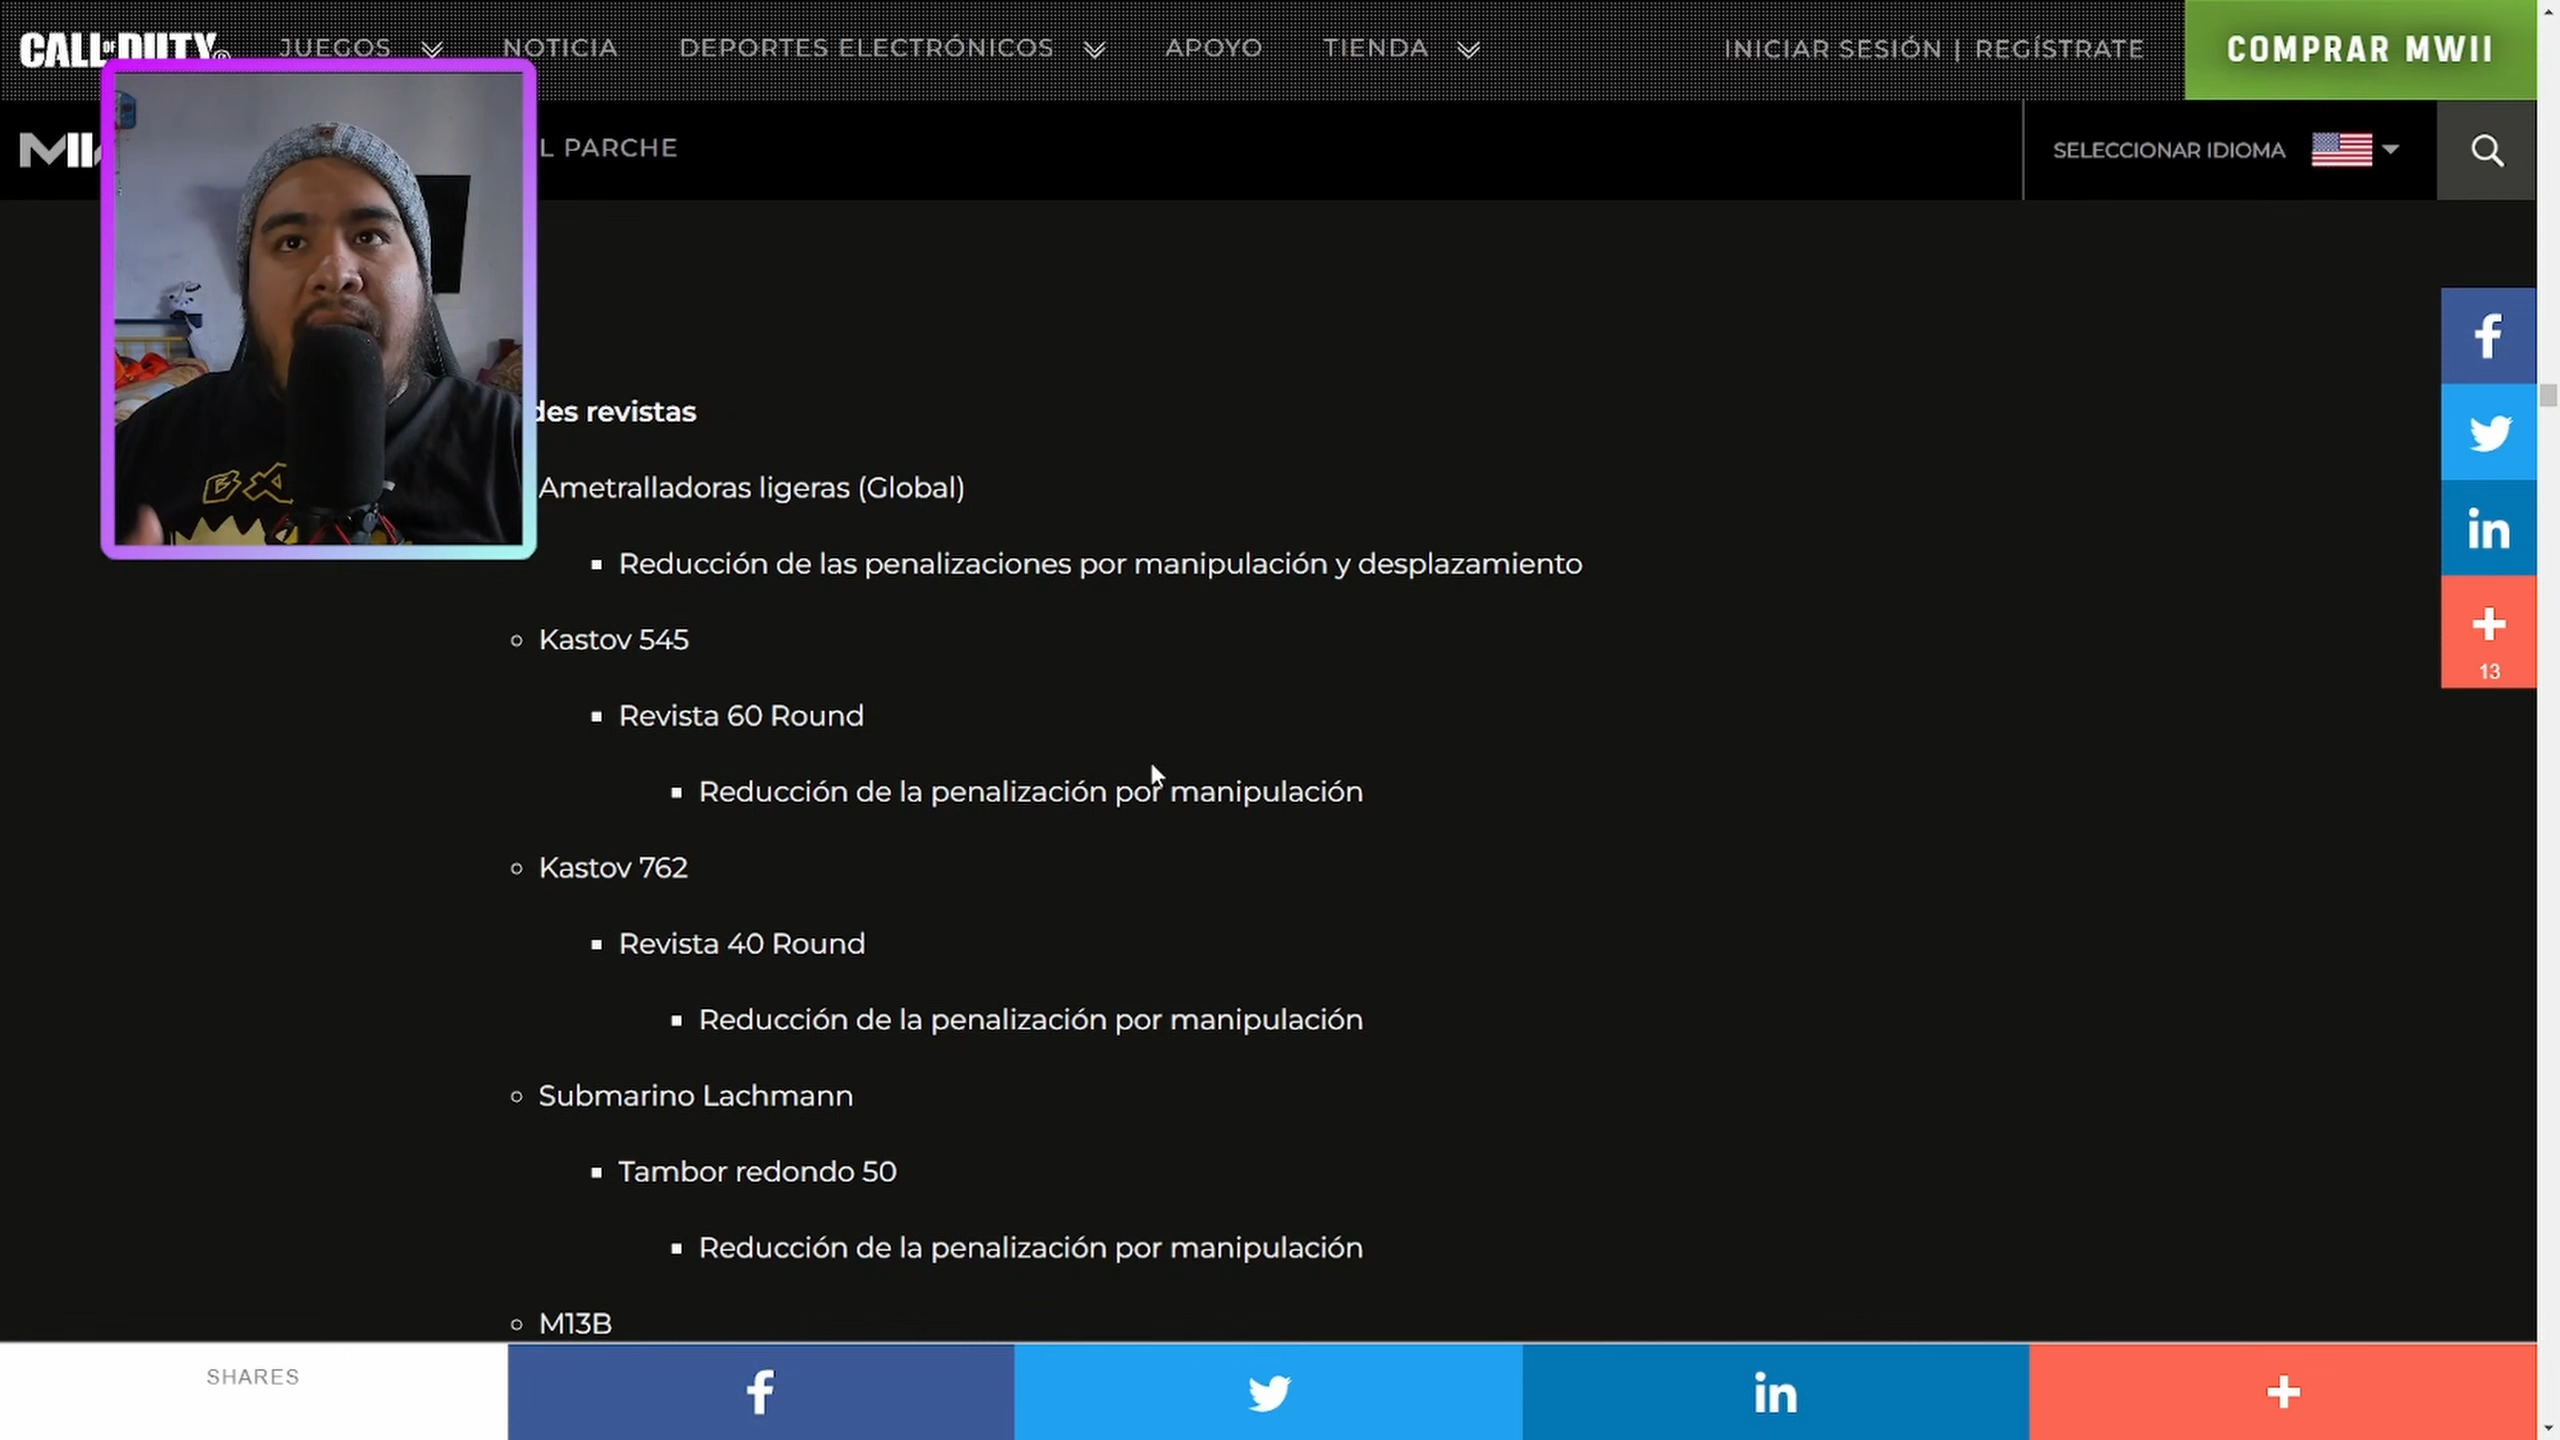 CALL OF DUTY
JUEGOS
NOTICIA
DEPORTES ELECTRÓNICOS
APOYO
TIENDA
INICIAR SESIÓN | REGÍSTRATE
COMPRAR MWII
MII
L PARCHE
SELECCIONAR IDIOMA
des revistas
Ametralladoras ligeras (Global)
Reducción de las penalizaciones por manipulación y desplazamiento
Kastov 545
Revista 60 Round
Reducción de la penalización por manipulación
Kastov 762
Revista 40 Round
Reducción de la penalización por manipulación
Submarino Lachmann
Tambor redondo 50
Reducción de la penalización por manipulación
M13B
13
SHARES